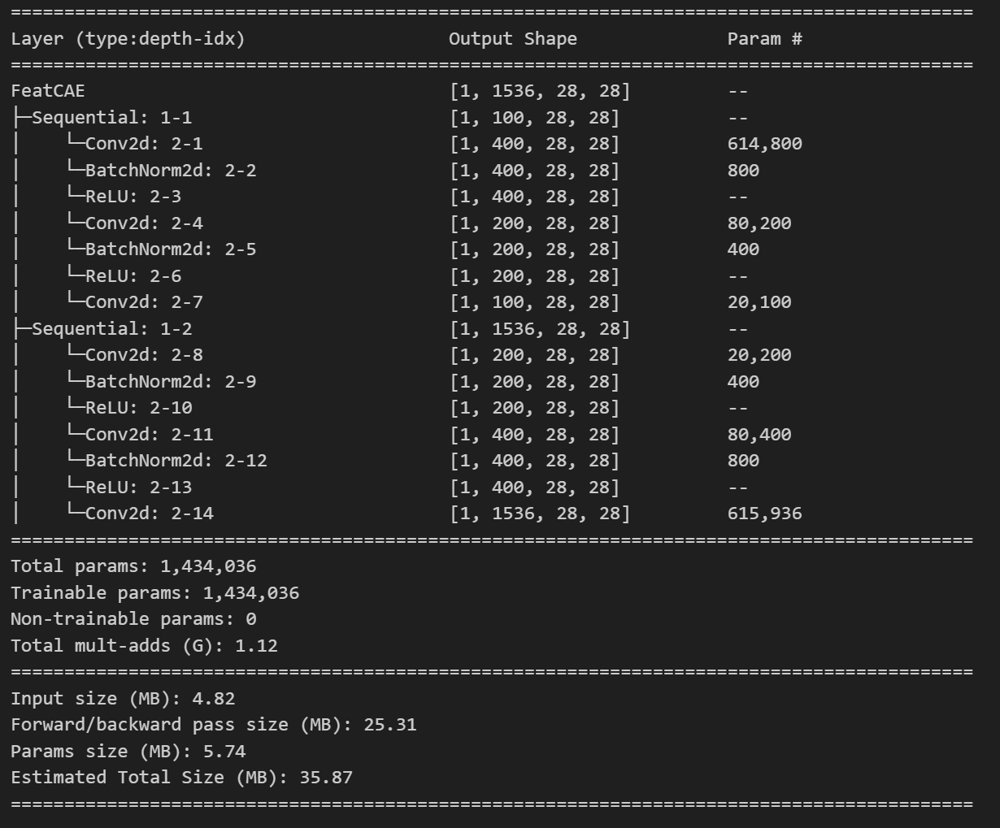 ==========================================================================================
Layer (type:depth-idx)                   Output Shape              Param #
==========================================================================================
FeatCAE                                  [1, 1536, 28, 28]         --
├─Sequential: 1-1                        [1, 100, 28, 28]          --
│    └─Conv2d: 2-1                       [1, 400, 28, 28]          614,800
│    └─BatchNorm2d: 2-2                  [1, 400, 28, 28]          800
│    └─ReLU: 2-3                         [1, 400, 28, 28]          --
│    └─Conv2d: 2-4                       [1, 200, 28, 28]          80,200
│    └─BatchNorm2d: 2-5                  [1, 200, 28, 28]          400
│    └─ReLU: 2-6                         [1, 200, 28, 28]          --
│    └─Conv2d: 2-7                       [1, 100, 28, 28]          20,100
├─Sequential: 1-2                        [1, 1536, 28, 28]         --
│    └─Conv2d: 2-8                       [1, 200, 28, 28]          20,200
│    └─BatchNorm2d: 2-9                  [1, 200, 28, 28]          400
│    └─ReLU: 2-10                        [1, 200, 28, 28]          --
│    └─Conv2d: 2-11                      [1, 400, 28, 28]          80,400
│    └─BatchNorm2d: 2-12                 [1, 400, 28, 28]          800
│    └─ReLU: 2-13                        [1, 400, 28, 28]          --
│    └─Conv2d: 2-14                      [1, 1536, 28, 28]         615,936
==========================================================================================
Total params: 1,434,036
Trainable params: 1,434,036
Non-trainable params: 0
Total mult-adds (G): 1.12
==========================================================================================
Input size (MB): 4.82
Forward/backward pass size (MB): 25.31
Params size (MB): 5.74
Estimated Total Size (MB): 35.87
==========================================================================================